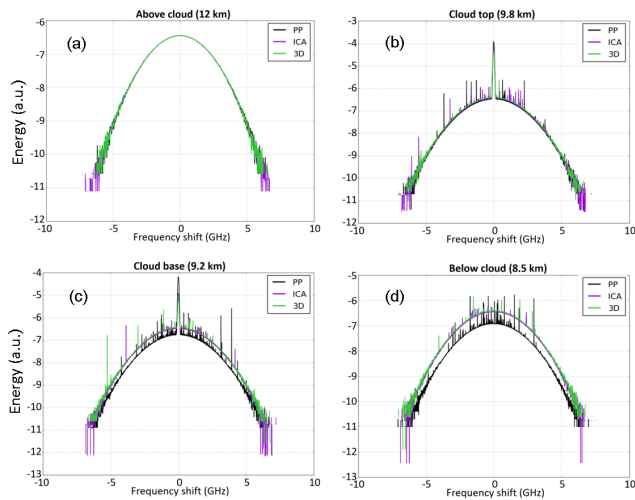 Above cloud (12 km)
(a)
PP
ICA
3D
Energy (a.u.)
-6
-7
-8
-9
-10
-11
-12
-10 -5 0 5 10
Frequency shift (GHz)
Cloud top (9.8 km)
(b)
PP
ICA
3D
-3
-4
-5
-6
-7
-8
-9
-10
-11
-12
-10 -5 0 5 10
Frequency shift (GHz)
Cloud base (9.2 km)
(c)
PP
ICA
3D
Energy (a.u.)
-4
-5
-6
-7
-8
-9
-10
-11
-12
-13
-10 -5 0 5 10
Frequency shift (GHz)
Below cloud (8.5 km)
(d)
PP
ICA
3D
-5
-6
-7
-8
-9
-10
-11
-12
-13
-10 -5 0 5 10
Frequency shift (GHz)